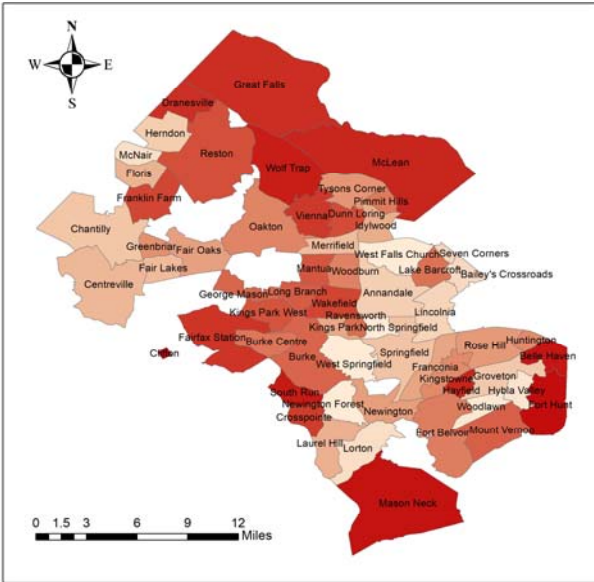 N
W E
S
Great Falls
Dranesville
Herndon
McNair
Reston
Floris
Wolf Trap
McLean
Franklin Farm
Tysons Corner
Pimmit Hills
Vienna
Dunn Loring
Idylwood
Chantilly
Oakton
Greenbriar
Fair Oaks
Merrifield
West Falls Church
Seven Corners
Fair Lakes
Mantua
Woodburn
Lake Barcroft
Bailey's Crossroads
Centreville
George Mason
Long Branch
Annandale
Wakefield
Kings Park West
Ravensworth
Lincolnia
Kings Park
North Springfield
Fairfax Station
Burke Centre
Clifton
Burke
West Springfield
Springfield
Rose Hill
Huntington
Belle Haven
Franconia
Kingstowne
Groveton
South Run
Hayfield
Hybla Valley
Newington Forest
Newington
Woodlawn
Fort Hunt
Crosspointe
Fort Belvoir
Mount Vernon
Laurel Hill
Lorton
Mason Neck
0 1.5 3 6 9 12
Miles